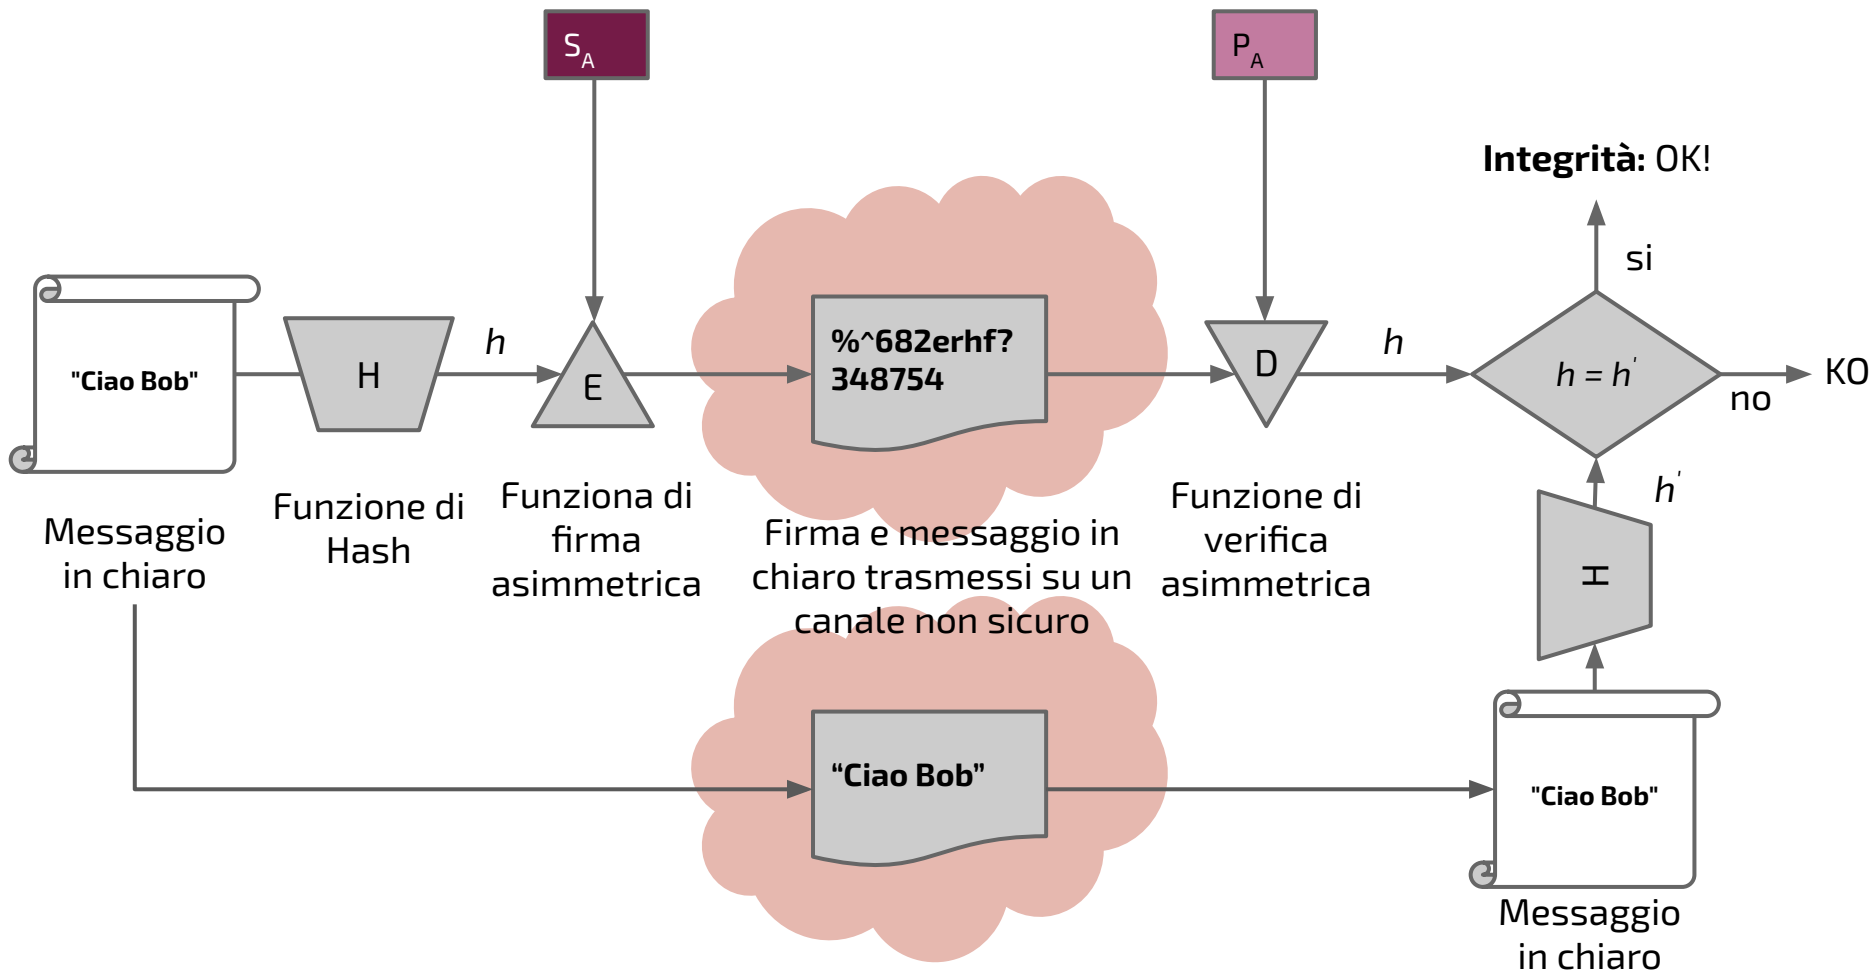 S_A
P_A
Integrità: OK!
si
"Ciao Bob"
H
h
E
%^682erhf?
348754
D
h
h = h'
KO
no
Messaggio
in chiaro
Funzione di
Hash
Funziona di
firma
asimmetrica
Firma e messaggio in
chiaro trasmessi su un
canale non sicuro
Funzione di
verifica
asimmetrica
h'
H
“Ciao Bob”
"Ciao Bob"
Messaggio
in chiaro